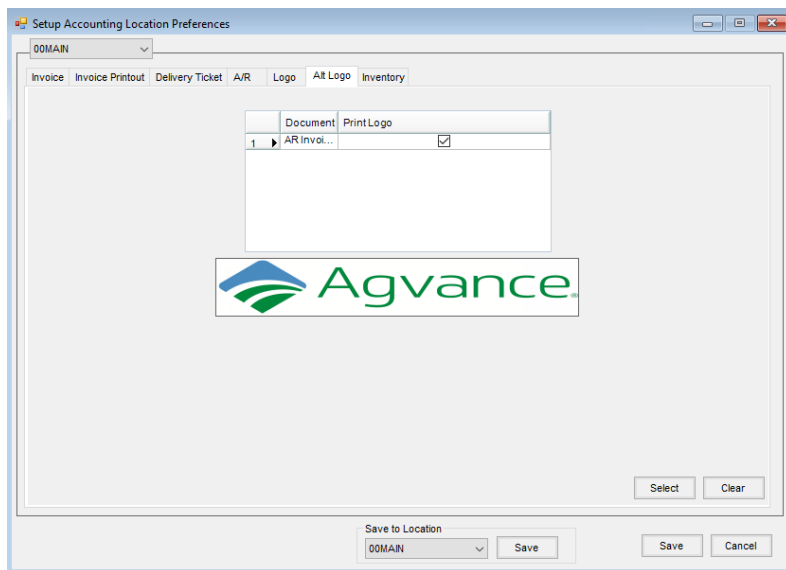 Setup Accounting Location Preferences
00MAIN
Invoice Invoice Printout Delivery Ticket A/R Logo Alt Logo Inventory
Document Print Logo
1 AR Invoi...
Agvance
Select Clear
Save to Location
00MAIN Save Save Cancel